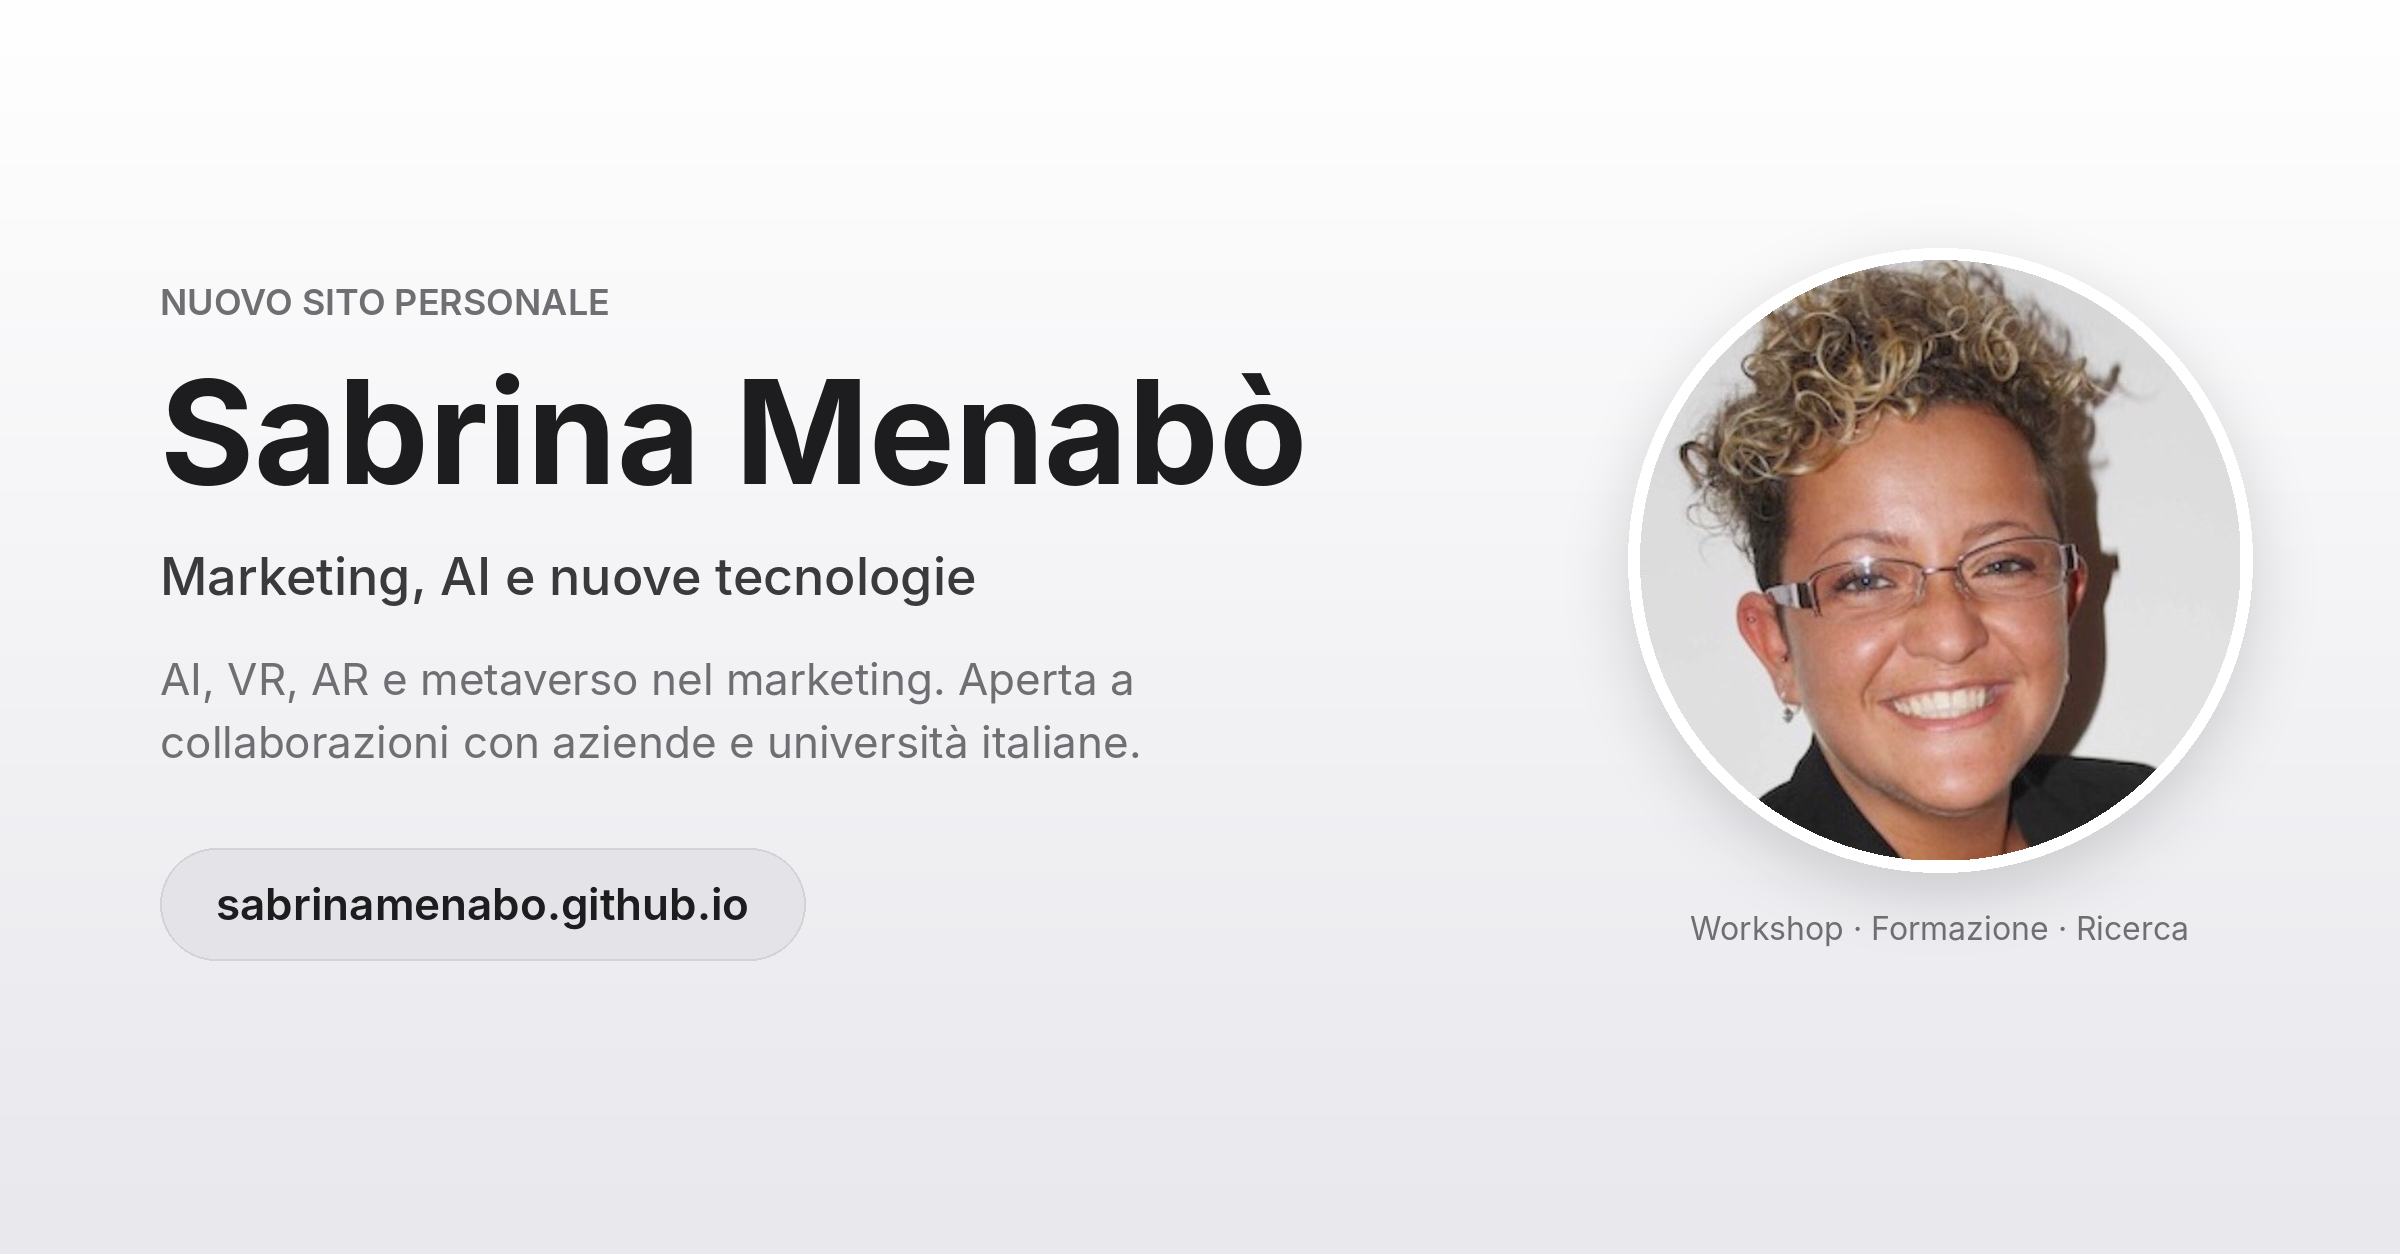 NUOVO SITO PERSONALE
Sabrina Menabò
Marketing, AI e nuove tecnologie
AI, VR, AR e metaverso nel marketing. Aperta a
collaborazioni con aziende e università italiane.
sabrinamenabo.github.io
Workshop · Formazione · Ricerca